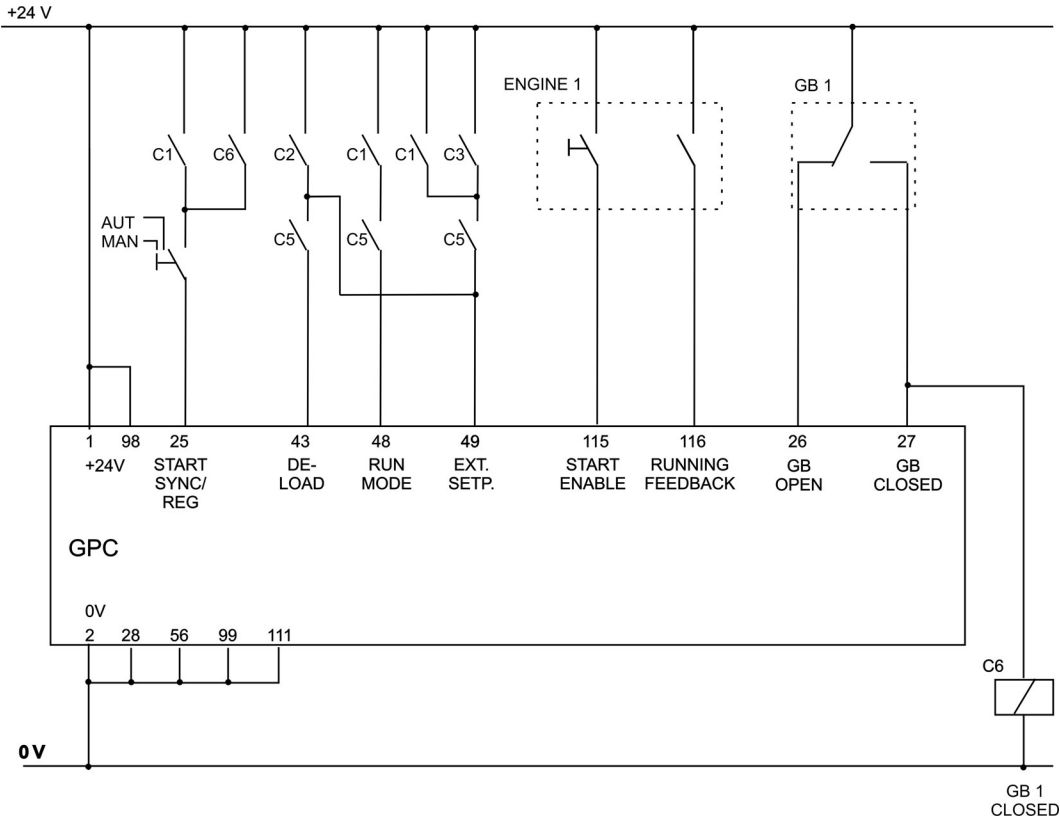 +24 V
ENGINE 1
GB 1
C1
C6
C2
C1
C1
C3
AUT
MAN
C5
C5
C5
1
98
25
43
48
49
115
116
26
27
+24V
START
SYNC/
REG
DE-
LOAD
RUN
MODE
EXT.
SETP.
START
ENABLE
RUNNING
FEEDBACK
GB
OPEN
GB
CLOSED
GPC
0V
2
28
56
99
111
C6
0V
GB 1
CLOSED